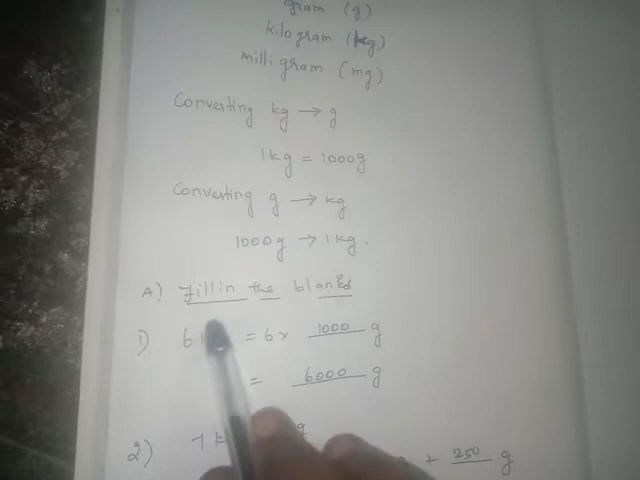 gram (g)
kilogram (kg)
milligram (mg)
Converting kg → g
1kg = 1000g
Converting g → kg
1000g → 1kg.
A) Fill in the blanks
1) 6 = 6 × 1000 g
= 6000 g
2) 7 k g
+ 250 g